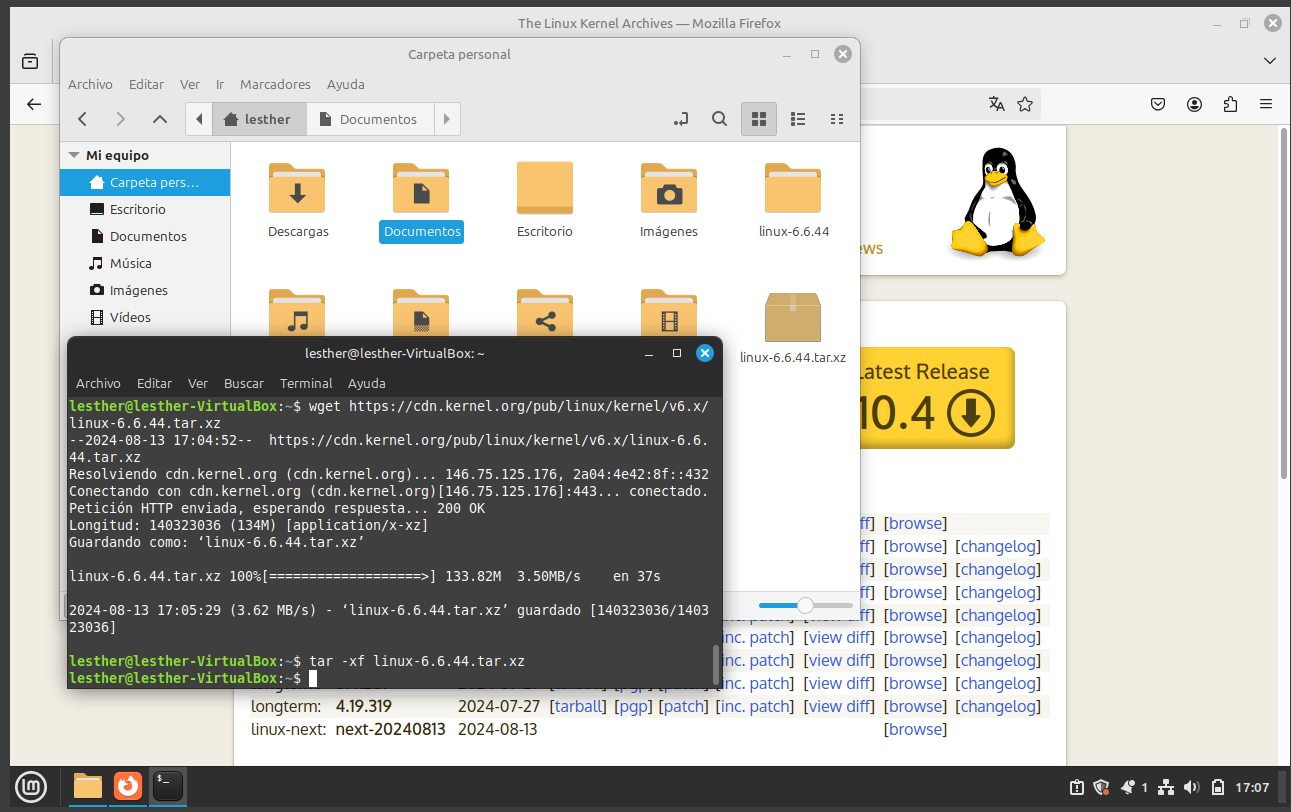 The Linux Kernel Archives — Mozilla Firefox
Carpeta personal
Archivo Editar Ver Ir Marcadores Ayuda
lesther Documentos
Mi equipo
Carpeta pers...
Escritorio
Documentos
Música
Imágenes
Vídeos
Descargas Documentos Escritorio Imágenes linux-6.6.44
linux-6.6.44.tar.xz
Latest Release
10.4
lesther@lesther-VirtualBox: ~
Archivo Editar Ver Buscar Terminal Ayuda
lesther@lesther-VirtualBox:~$ wget https://cdn.kernel.org/pub/linux/kernel/v6.x/
linux-6.6.44.tar.xz
--2024-08-13 17:04:52-- https://cdn.kernel.org/pub/linux/kernel/v6.x/linux-6.6.
44.tar.xz
Resolviendo cdn.kernel.org (cdn.kernel.org)... 146.75.125.176, 2a04:4e42:8f::432
Conectando con cdn.kernel.org (cdn.kernel.org)[146.75.125.176]:443... conectado.
Petición HTTP enviada, esperando respuesta... 200 OK
Longitud: 140323036 (134M) [application/x-xz]
Guardando como: ‘linux-6.6.44.tar.xz’
linux-6.6.44.tar.xz 100%[===================>] 133.82M 3.50MB/s en 37s
2024-08-13 17:05:29 (3.62 MB/s) - ‘linux-6.6.44.tar.xz’ guardado [140323036/1403
23036]
lesther@lesther-VirtualBox:~$ tar -xf linux-6.6.44.tar.xz
lesther@lesther-VirtualBox:~$
[browse]
[browse] [changelog]
[browse] [changelog]
[browse] [changelog]
[browse] [changelog]
[inc. patch] [view diff] [browse] [changelog]
[inc. patch] [view diff] [browse] [changelog]
[tarball] [pgp] [patch] [inc. patch] [view diff] [browse] [changelog]
longterm: 4.19.319 2024-07-27 [tarball] [pgp] [patch] [inc. patch] [view diff] [browse] [changelog]
linux-next: next-20240813 2024-08-13 [browse]
1 17:07